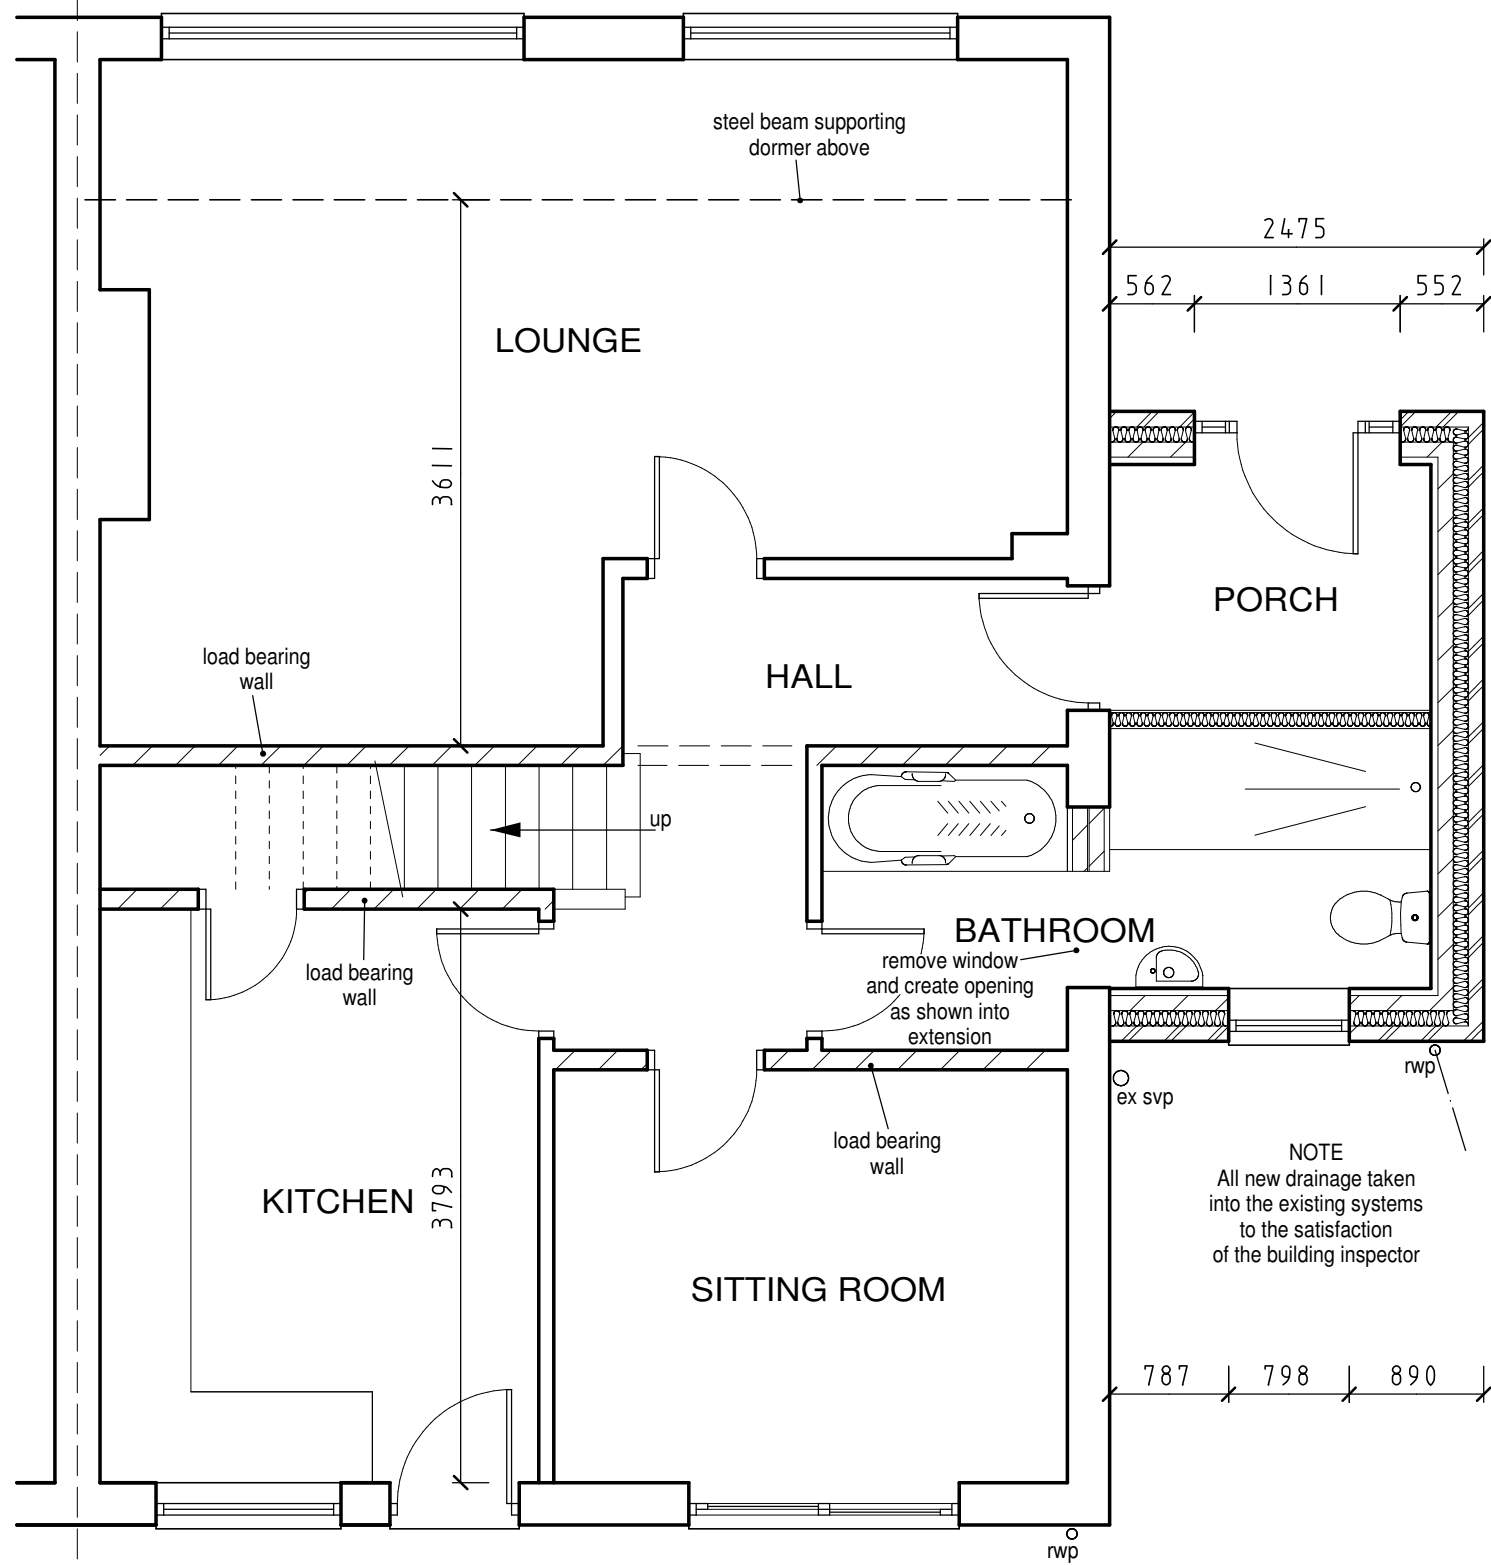 steel beam supporting
dormer above
2475
562
1361
552
LOUNGE
3611
PORCH
load bearing
wall
HALL
up
BATHROOM
remove window
and create opening
as shown into
extension
load bearing
wall
rwp
ex svp
load bearing
wall
NOTE
All new drainage taken
into the existing systems
to the satisfaction
of the building inspector
KITCHEN
3793
SITTING ROOM
787
798
890
rwp